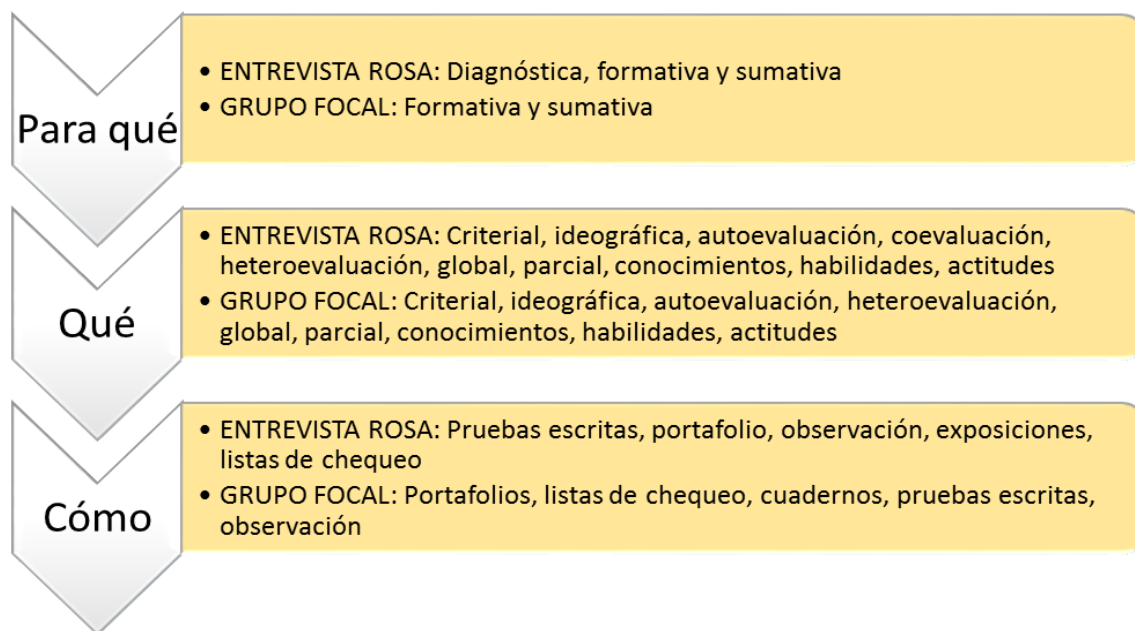 Para qué
• ENTREVISTA ROSA: Diagnóstica, formativa y sumativa
• GRUPO FOCAL: Formativa y sumativa
Qué
• ENTREVISTA ROSA: Criterial, ideográfica, autoevaluación, coevaluación,
heteroevaluación, global, parcial, conocimientos, habilidades, actitudes
• GRUPO FOCAL: Criterial, ideográfica, autoevaluación, heteroevaluación,
global, parcial, conocimientos, habilidades, actitudes
Cómo
• ENTREVISTA ROSA: Pruebas escritas, portafolio, observación, exposiciones,
listas de chequeo
• GRUPO FOCAL: Portafolios, listas de chequeo, cuadernos, pruebas escritas,
observación